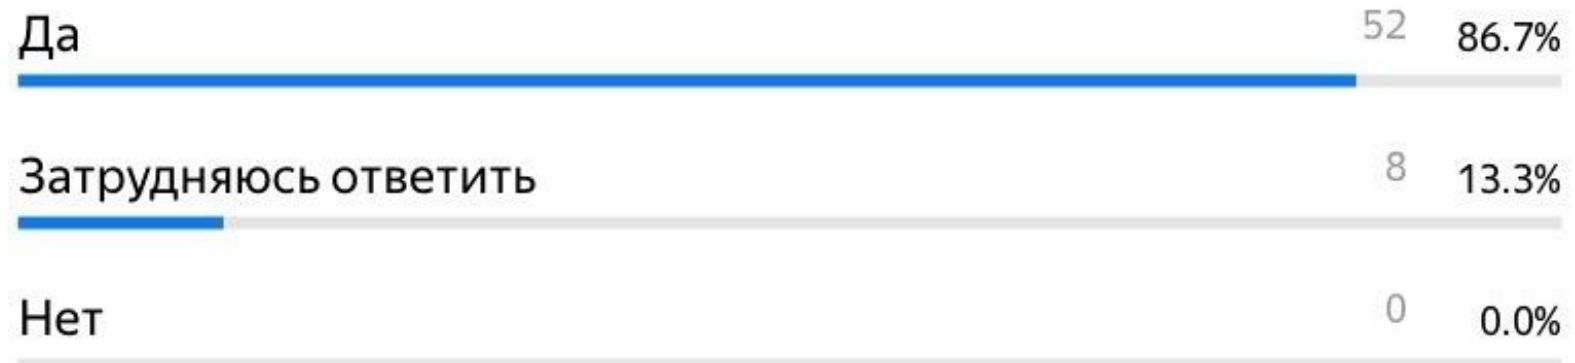 Да 52 86.7%
Затрудняюсь ответить 8 13.3%
Нет 0 0.0%